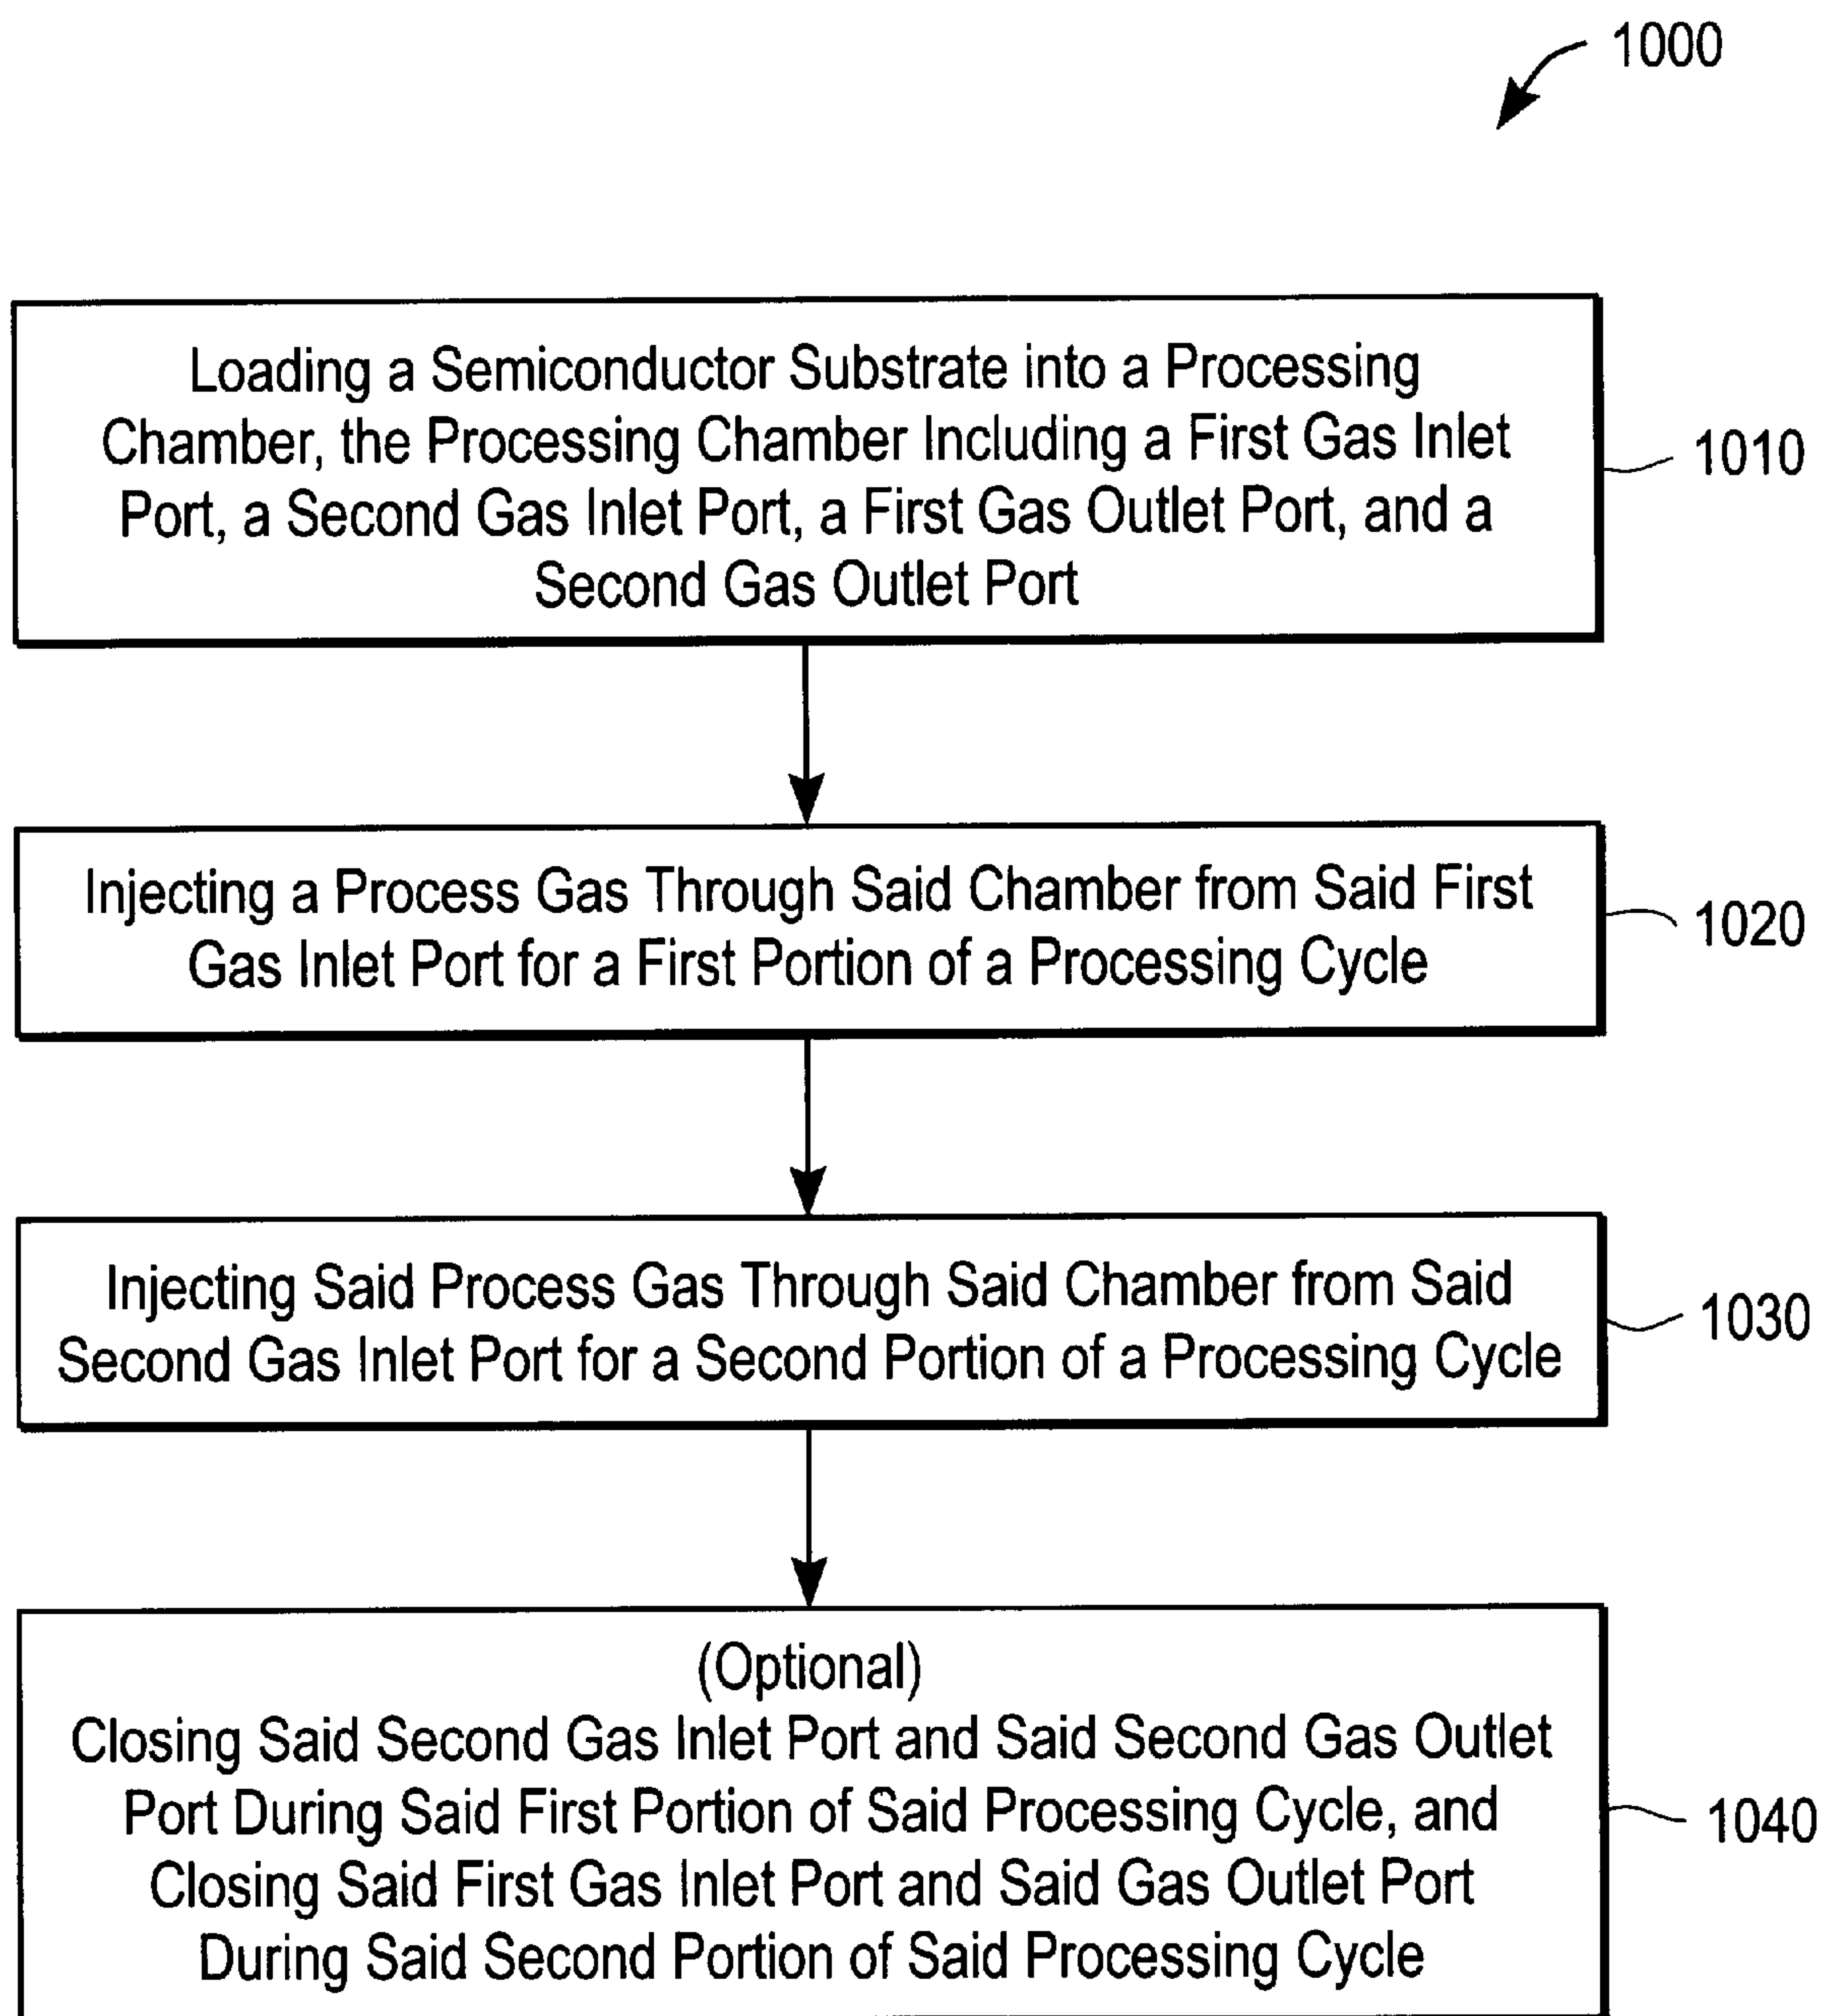 1000
Loading a Semiconductor Substrate into a Processing
Chamber, the Processing Chamber Including a First Gas Inlet
Port, a Second Gas Inlet Port, a First Gas Outlet Port, and a
Second Gas Outlet Port
1010
Injecting a Process Gas Through Said Chamber from Said First
Gas Inlet Port for a First Portion of a Processing Cycle
1020
Injecting Said Process Gas Through Said Chamber from Said
Second Gas Inlet Port for a Second Portion of a Processing Cycle
1030
(Optional)
Closing Said Second Gas Inlet Port and Said Second Gas Outlet
Port During Said First Portion of Said Processing Cycle, and
Closing Said First Gas Inlet Port and Said Gas Outlet Port
During Said Second Portion of Said Processing Cycle
1040